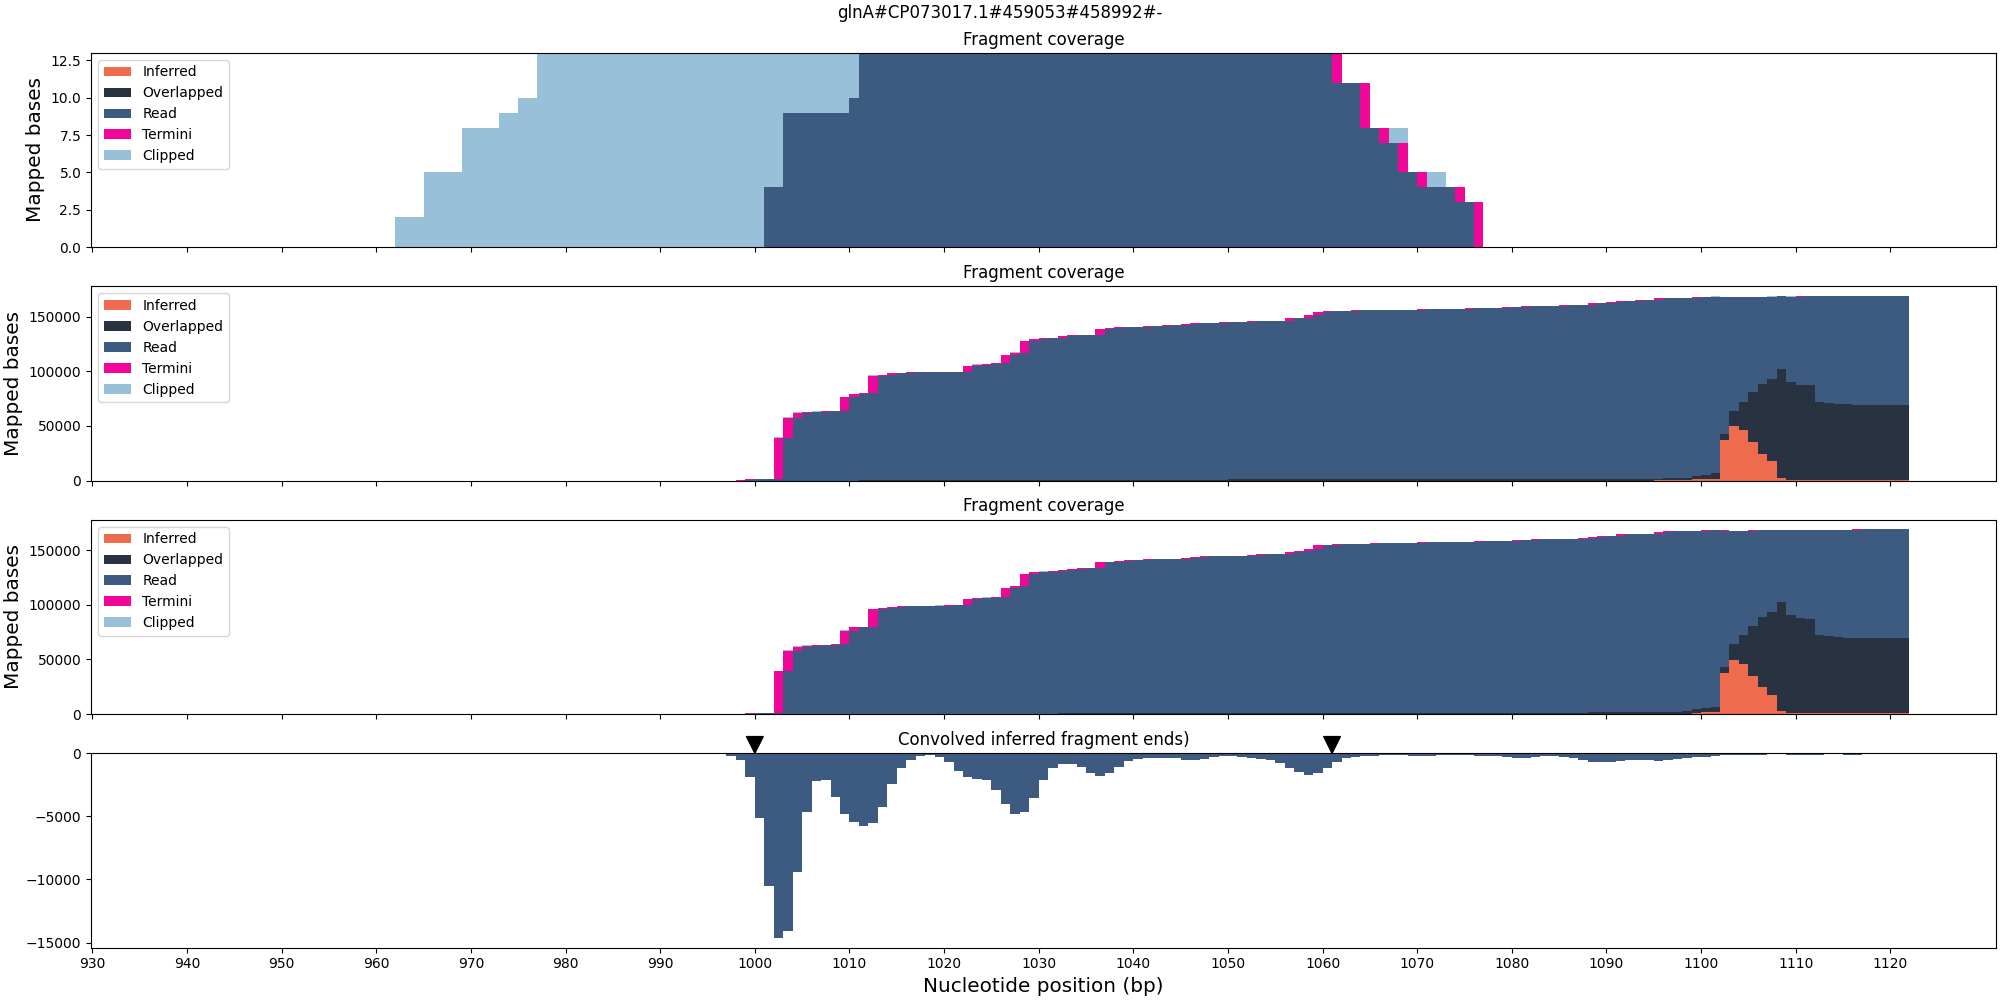 glnA#CP073017.1#459053#458992#-
Fragment coverage
Mapped bases
12.5
10.0
7.5
5.0
2.5
0.0
Inferred
Overlapped
Read
Termini
Clipped
Fragment coverage
Mapped bases
150000
100000
50000
0
Inferred
Overlapped
Read
Termini
Clipped
Fragment coverage
Mapped bases
150000
100000
50000
0
Inferred
Overlapped
Read
Termini
Clipped
Convolved inferred fragment ends)
0
−5000
−10000
−15000
930 940 950 960 970 980 990 1000 1010 1020 1030 1040 1050 1060 1070 1080 1090 1100 1110 1120
Nucleotide position (bp)